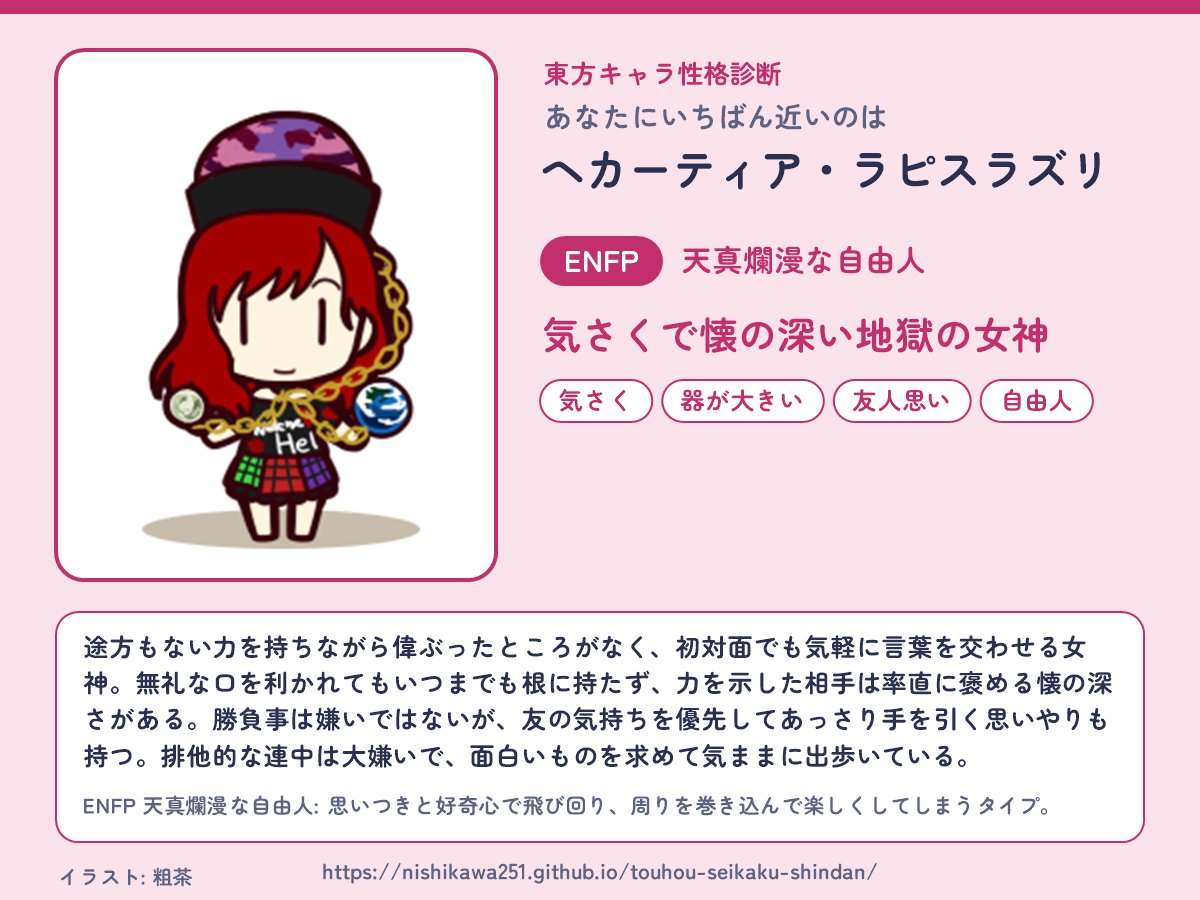 東方キャラ性格診断
あなたにいちばん近いのは
ヘカーティア・ラピスラズリ
ENFP 天真爛漫な自由人
気さくで懐の深い地獄の女神
気さく 器が大きい 友人思い 自由人
Hel
途方もない力を持ちながら偉ぶったところがなく、初対面でも気軽に言葉を交わせる女
神。無礼な口を利かれてもいつまでも根に持たず、力を示した相手は率直に褒める懐の深
さがある。勝負事は嫌いではないが、友の気持ちを優先してあっさり手を引く思いやりも
持つ。排他的な連中は大嫌いで、面白いものを求めて気ままに出歩いている。
ENFP 天真爛漫な自由人: 思いつきと好奇心で飛び回り、周りを巻き込んで楽しくしてしまうタイプ。
イラスト: 粗茶
https://nishikawa251.github.io/touhou-seikaku-shindan/